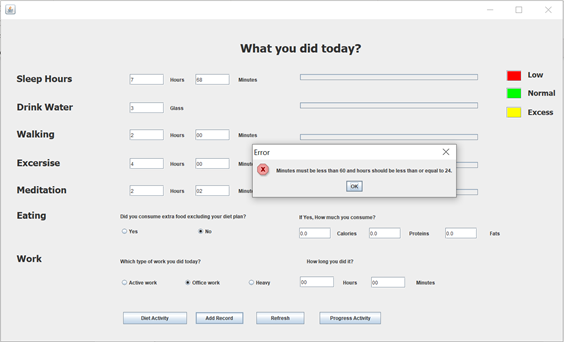 What you did today?
Sleep Hours 7 Hours 68 Minutes
Low
Drink Water 3 Glass
Normal
Excess
Walking 2 Hours 00 Minutes
Error
Excersise 4 Hours 00 Minut
Minutes must be less than 60 and hours should be less than or equal to 24.
OK
Meditation 2 Hours 02 Minut
Eating
Did you consume extra food excluding your diet plan? If Yes, How much you consume?
Yes No 0.0 Calories 0.0 Proteins 0.0 Fats
Work
Which type of work you did today? How long you did it?
Active work Office work Heavy 00 Hours 00 Minutes
Diet Activity Add Record Refresh Progress Activity